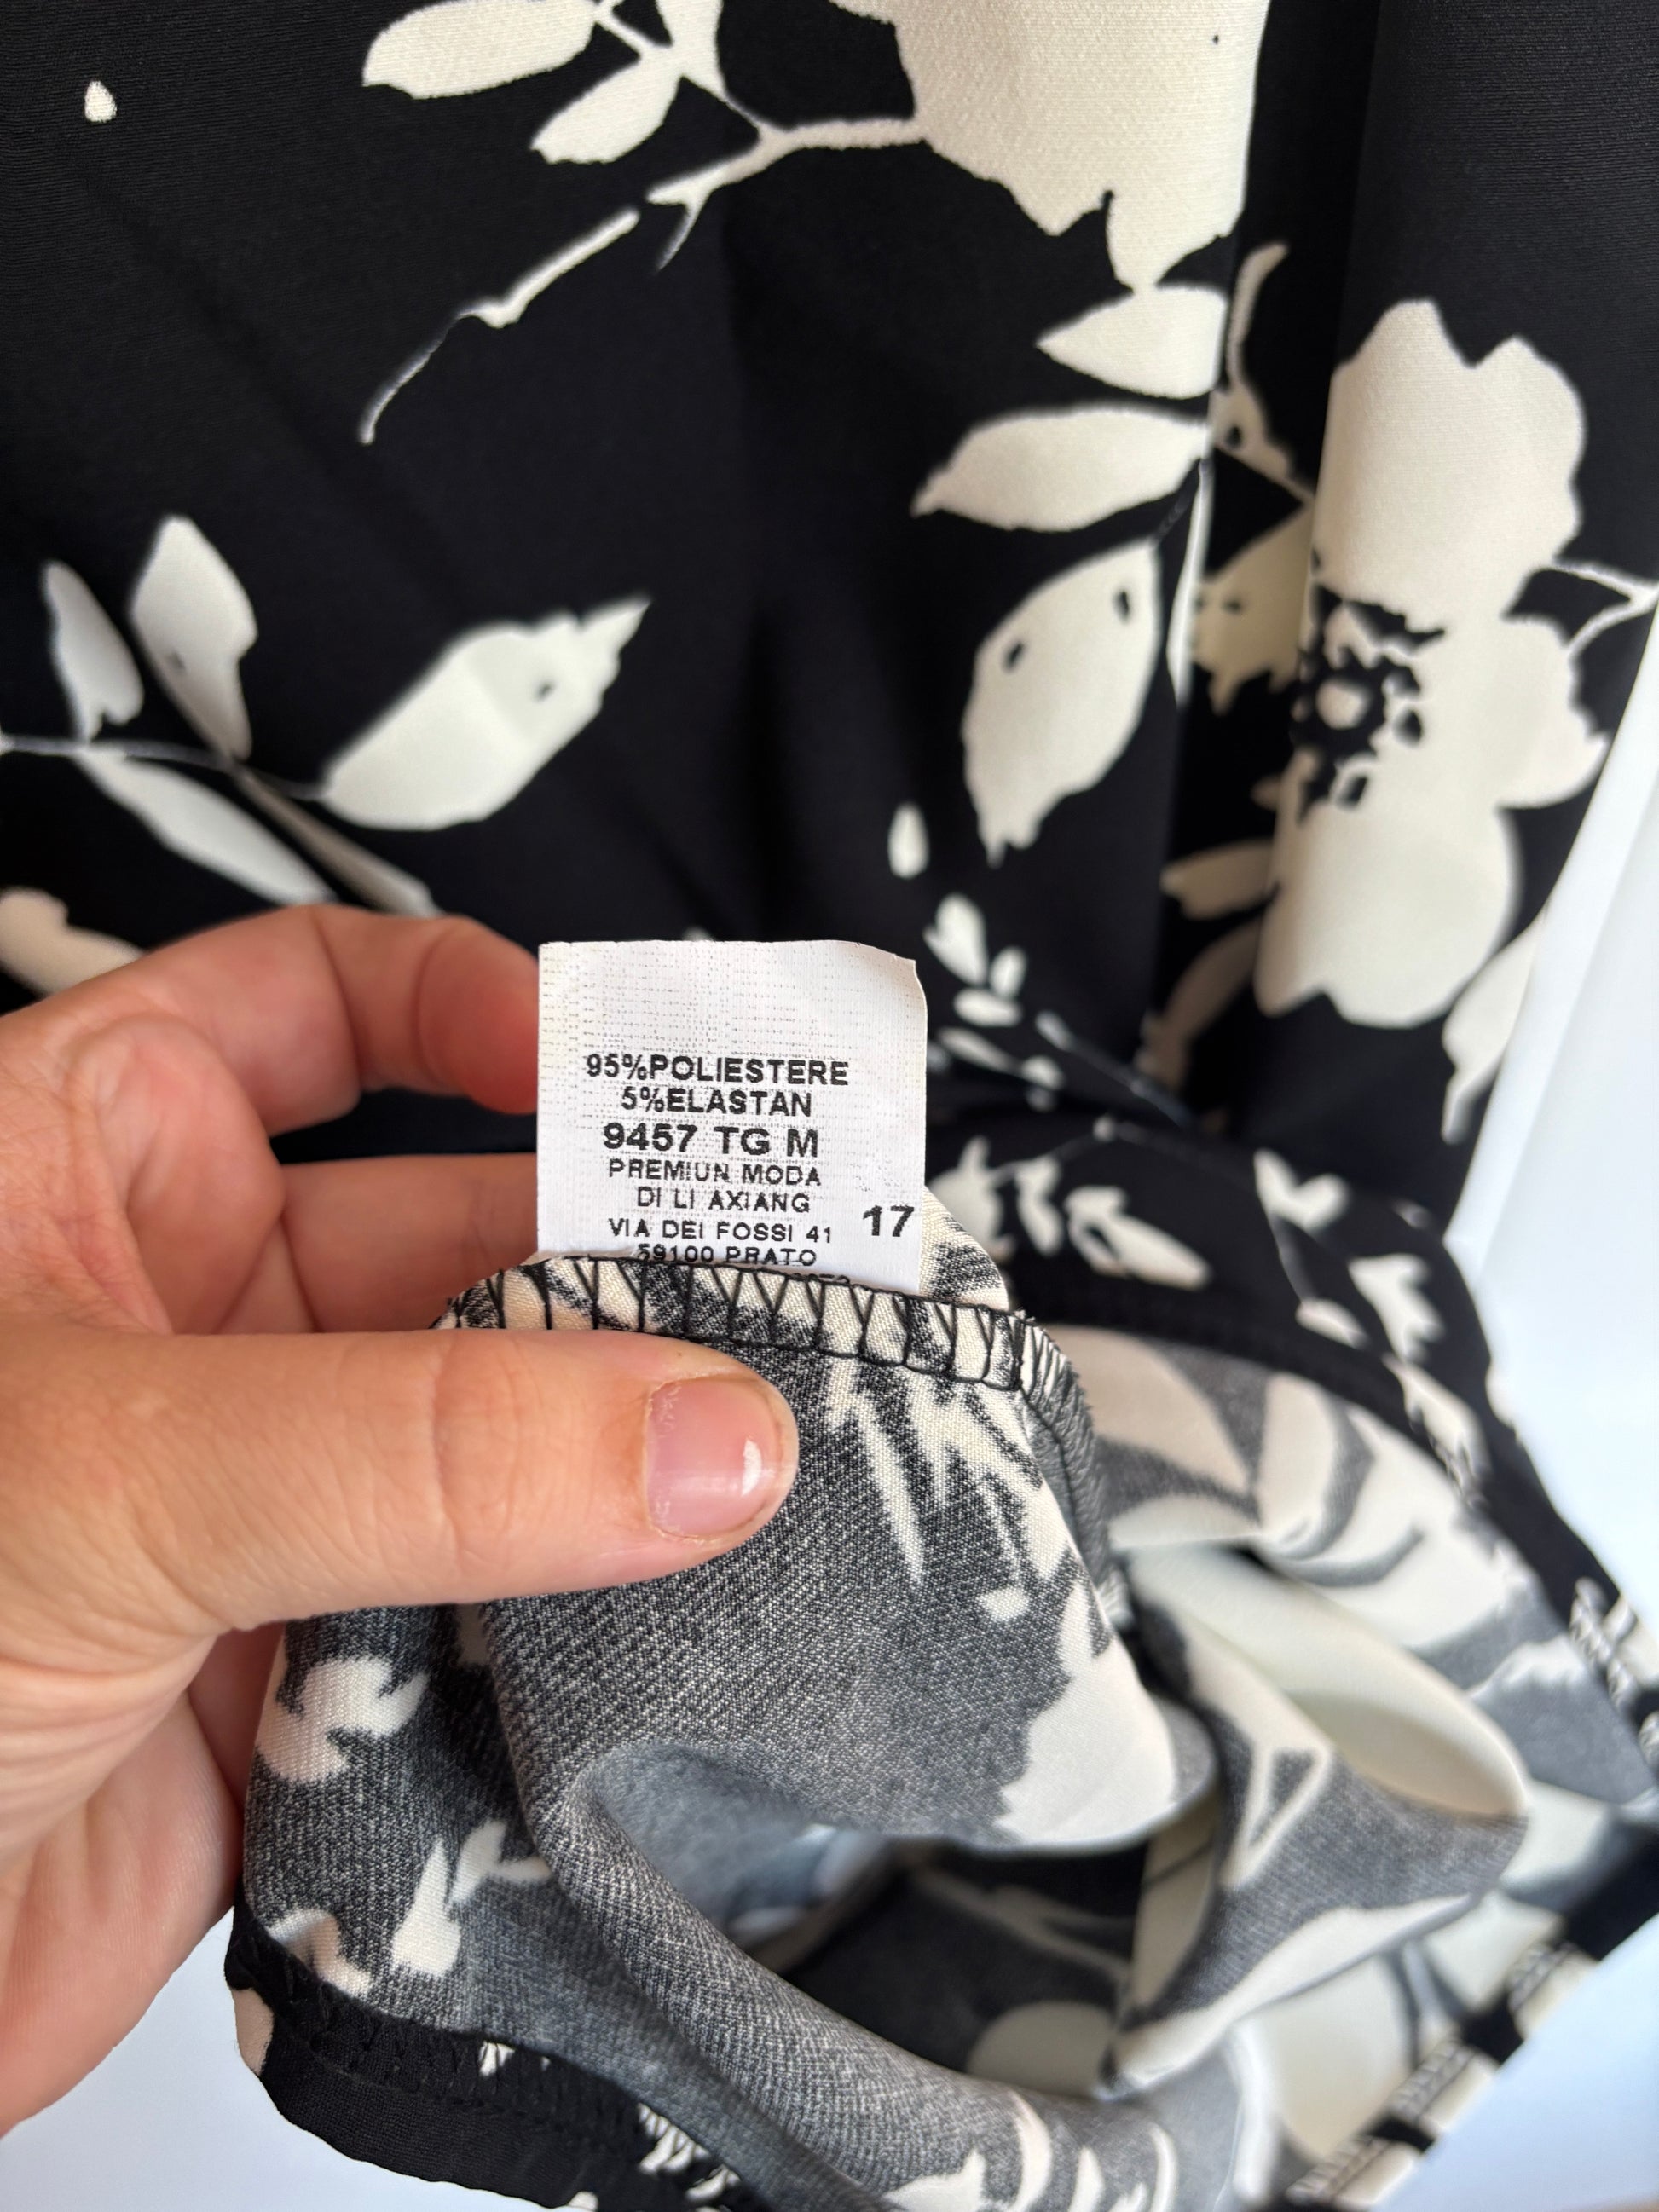 95%POLIESTERE
5%ELASTAN
9457 TG M
PREMIUN MODA
DI LI AXIANG
VIA DEI FOSSI 41
17
59100 PRATO